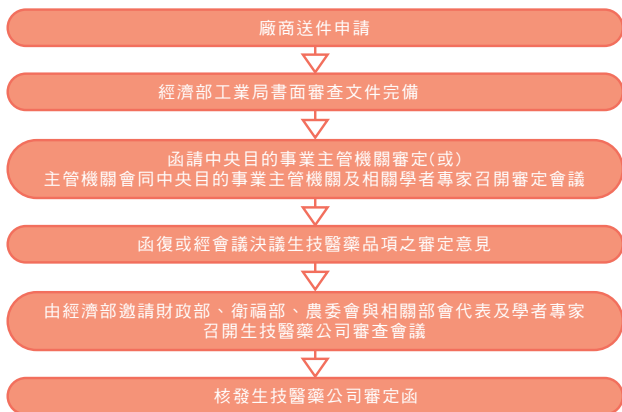 廠商送件申請
經濟部工業局書面審查文件完備
函請中央目的事業主管機關審定(或)
主管機關會同中央目的事業主管機關及相關學者專家召開審定會議
函復或經會議決議生技醫藥品項之審定意見
由經濟部邀請財政部、衛福部、農委會與相關部會代表及學者專家
召開生技醫藥公司審查會議
核發生技醫藥公司審定函